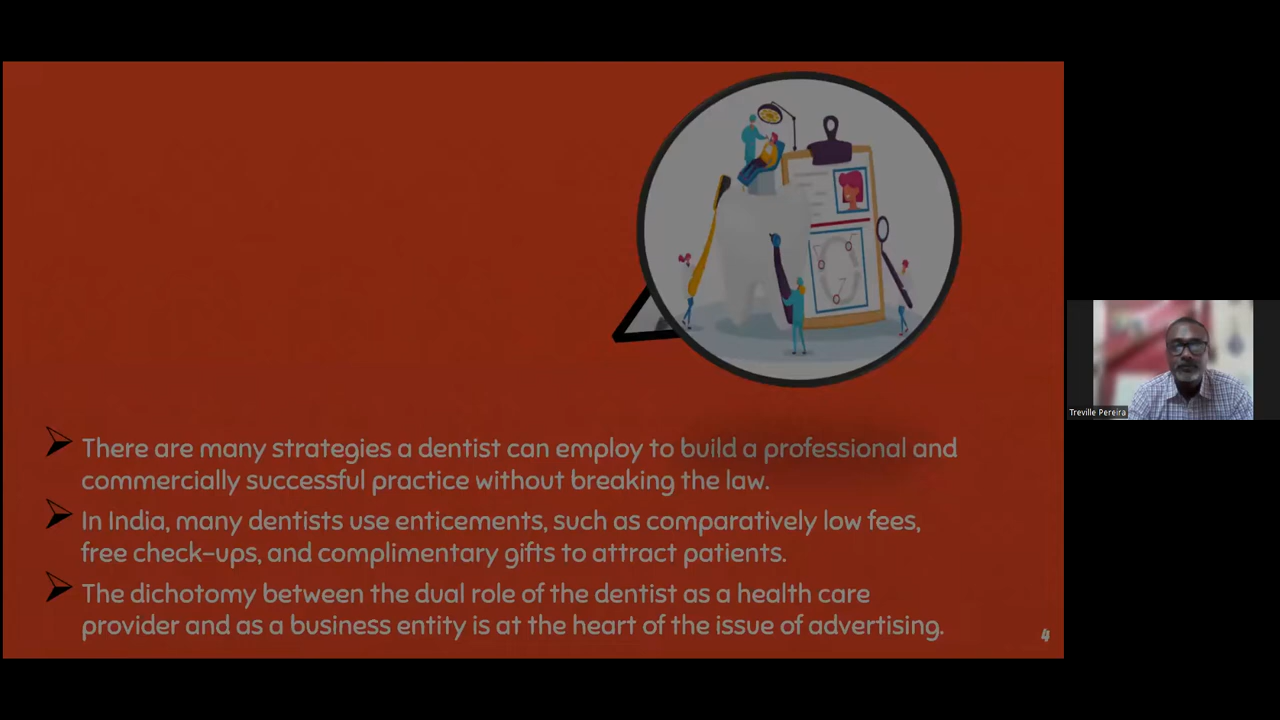 There are many strategies a dentist can employ to build a professional and
commercially successful practice without breaking the law.
In India, many dentists use enticements, such as comparatively low fees,
free check-ups, and complimentary gifts to attract patients.
The dichotomy between the dual role of the dentist as a health care
provider and as a business entity is at the heart of the issue of advertising.
4
Treville Pereira